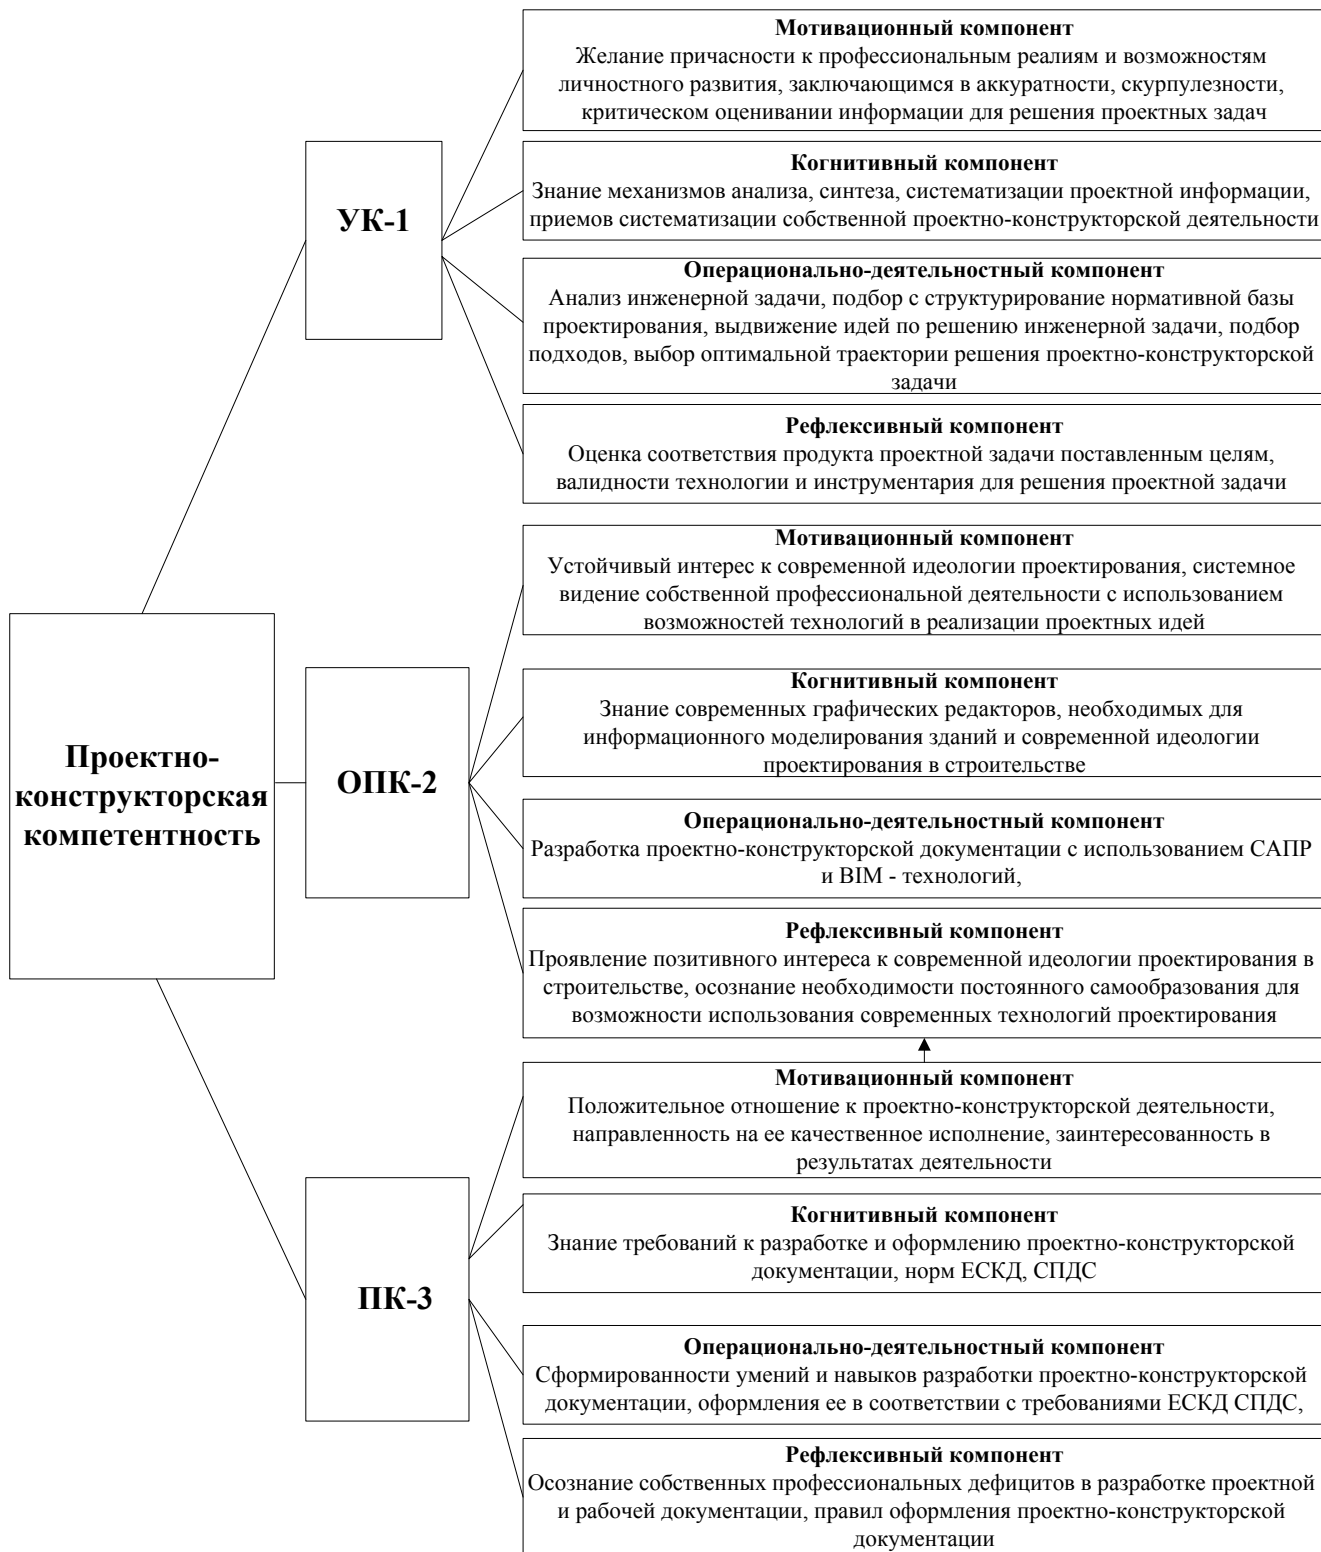 Проектно-
конструкторская
компетентность
УК-1
Мотивационный компонент
Желание причасности к профессиональным реалиям и возможностям
личностного развития, заключающимся в аккуратности, скурпулезности,
критическом оценивании информации для решения проектных задач
Когнитивный компонент
Знание механизмов анализа, синтеза, систематизации проектной информации,
приемов систематизации собственной проектно-конструкторской деятельности
Операционально-деятельностный компонент
Анализ инженерной задачи, подбор с структурирование нормативной базы
проектирования, выдвижение идей по решению инженерной задачи, подбор
подходов, выбор оптимальной траектории решения проектно-конструкторской
задачи
Рефлексивный компонент
Оценка соответствия продукта проектной задачи поставленным целям,
валидности технологии и инструментария для решения проектной задачи
ОПК-2
Мотивационный компонент
Устойчивый интерес к современной идеологии проектирования, системное
видение собственной профессиональной деятельности с использованием
возможностей технологий в реализации проектных идей
Когнитивный компонент
Знание современных графических редакторов, необходимых для
информационного моделирования зданий и современной идеологии
проектирования в строительстве
Операционально-деятельностный компонент
Разработка проектно-конструкторской документации с использованием САПР
и BIM - технологий,
Рефлексивный компонент
Проявление позитивного интереса к современной идеологии проектирования в
строительстве, осознание необходимости постоянного самообразования для
возможности использования современных технологий проектирования
ПК-3
Мотивационный компонент
Положительное отношение к проектно-конструкторской деятельности,
направленность на ее качественное исполнение, заинтересованность в
результатах деятельности
Когнитивный компонент
Знание требований к разработке и оформлению проектно-конструкторской
документации, норм ЕСКД, СПДС
Операционально-деятельностный компонент
Сформированности умений и навыков разработки проектно-конструкторской
документации, оформления ее в соответствии с требованиями ЕСКД СПДС,
Рефлексивный компонент
Осознание собственных профессиональных дефицитов в разработке проектной
и рабочей документации, правил оформления проектно-конструкторской
документации